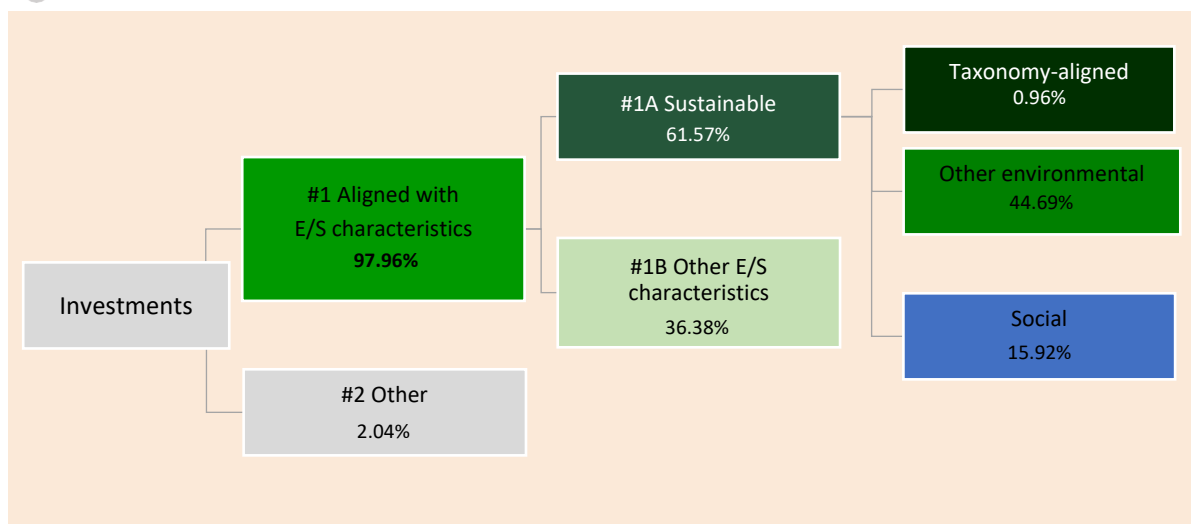 Investments
#1 Aligned with
E/S characteristics
97.96%
#2 Other
2.04%
#1A Sustainable
61.57%
#1B Other E/S
characteristics
36.38%
Taxonomy-aligned
0.96%
Other environmental
44.69%
Social
15.92%